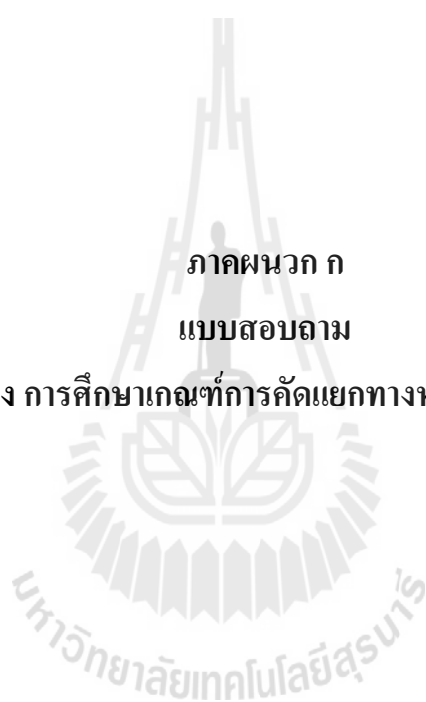 ภาคผนวก ก
แบบสอบถาม
ง การศึกษาเกณฑ์การคัดแยกทางห
มหาวิทยาลัยเทคโนโลยีสุรนารี